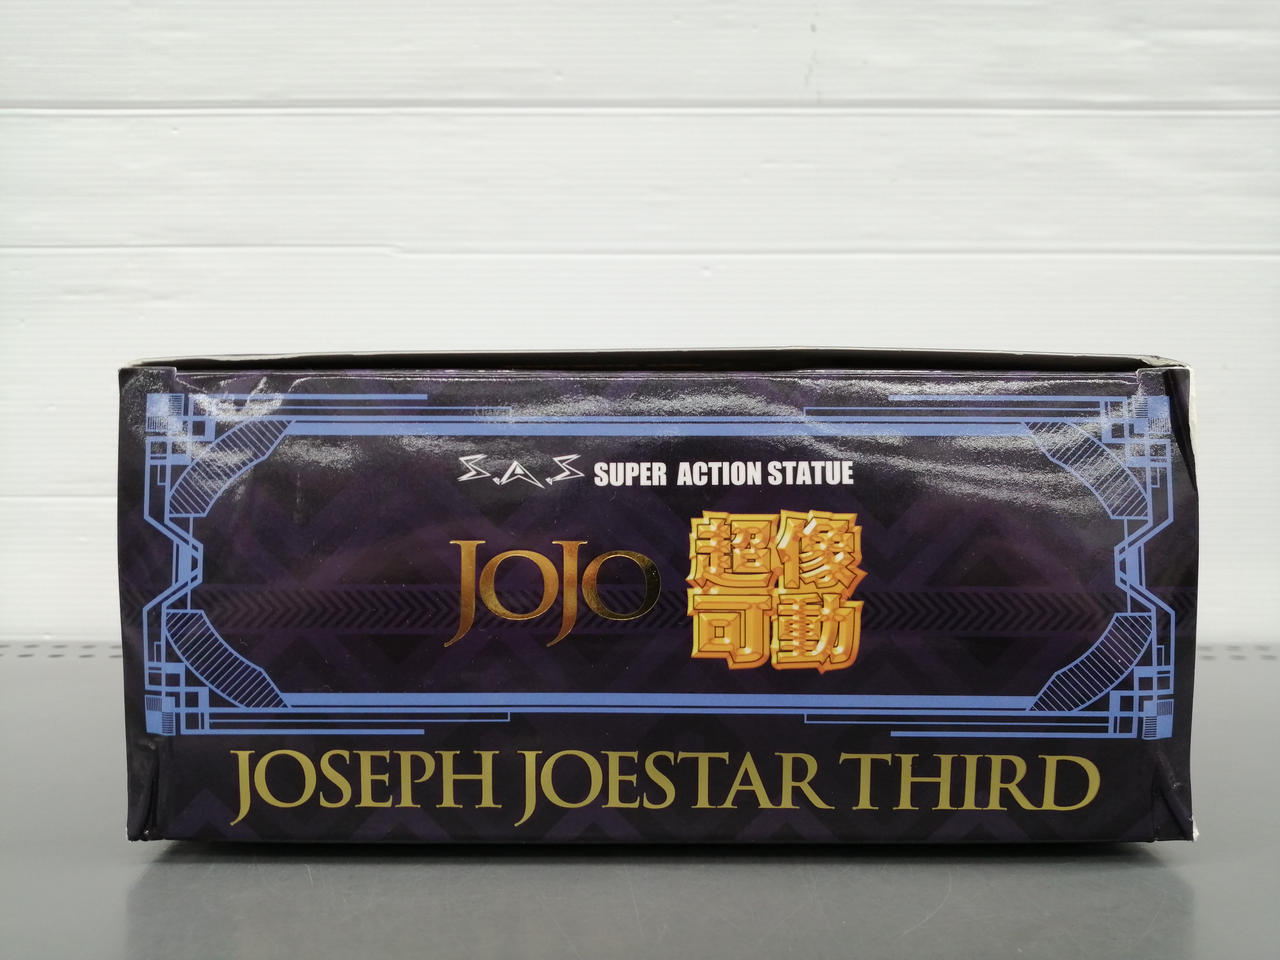 S.A.S SUPER ACTION STATUE
JOJO
超像
可動
JOSEPH JOESTAR THIRD